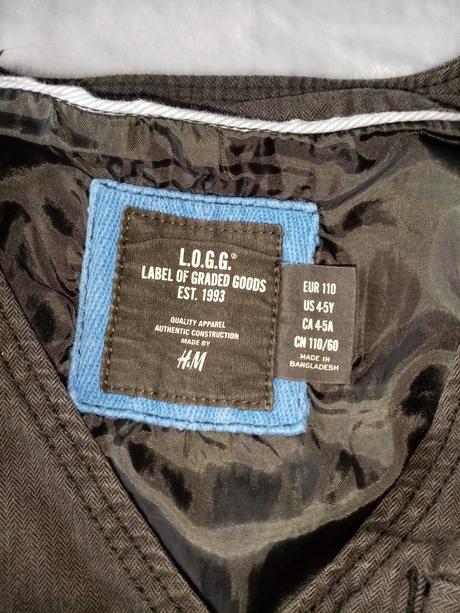 L.O.G.G.®
LABEL OF GRADED GOODS
EST. 1993
QUALITY APPAREL
AUTHENTIC CONSTRUCTION
MADE BY
H&M
EUR 110
US 4-5Y
CA 4-5A
CN 110/60
MADE IN
BANGLADESH